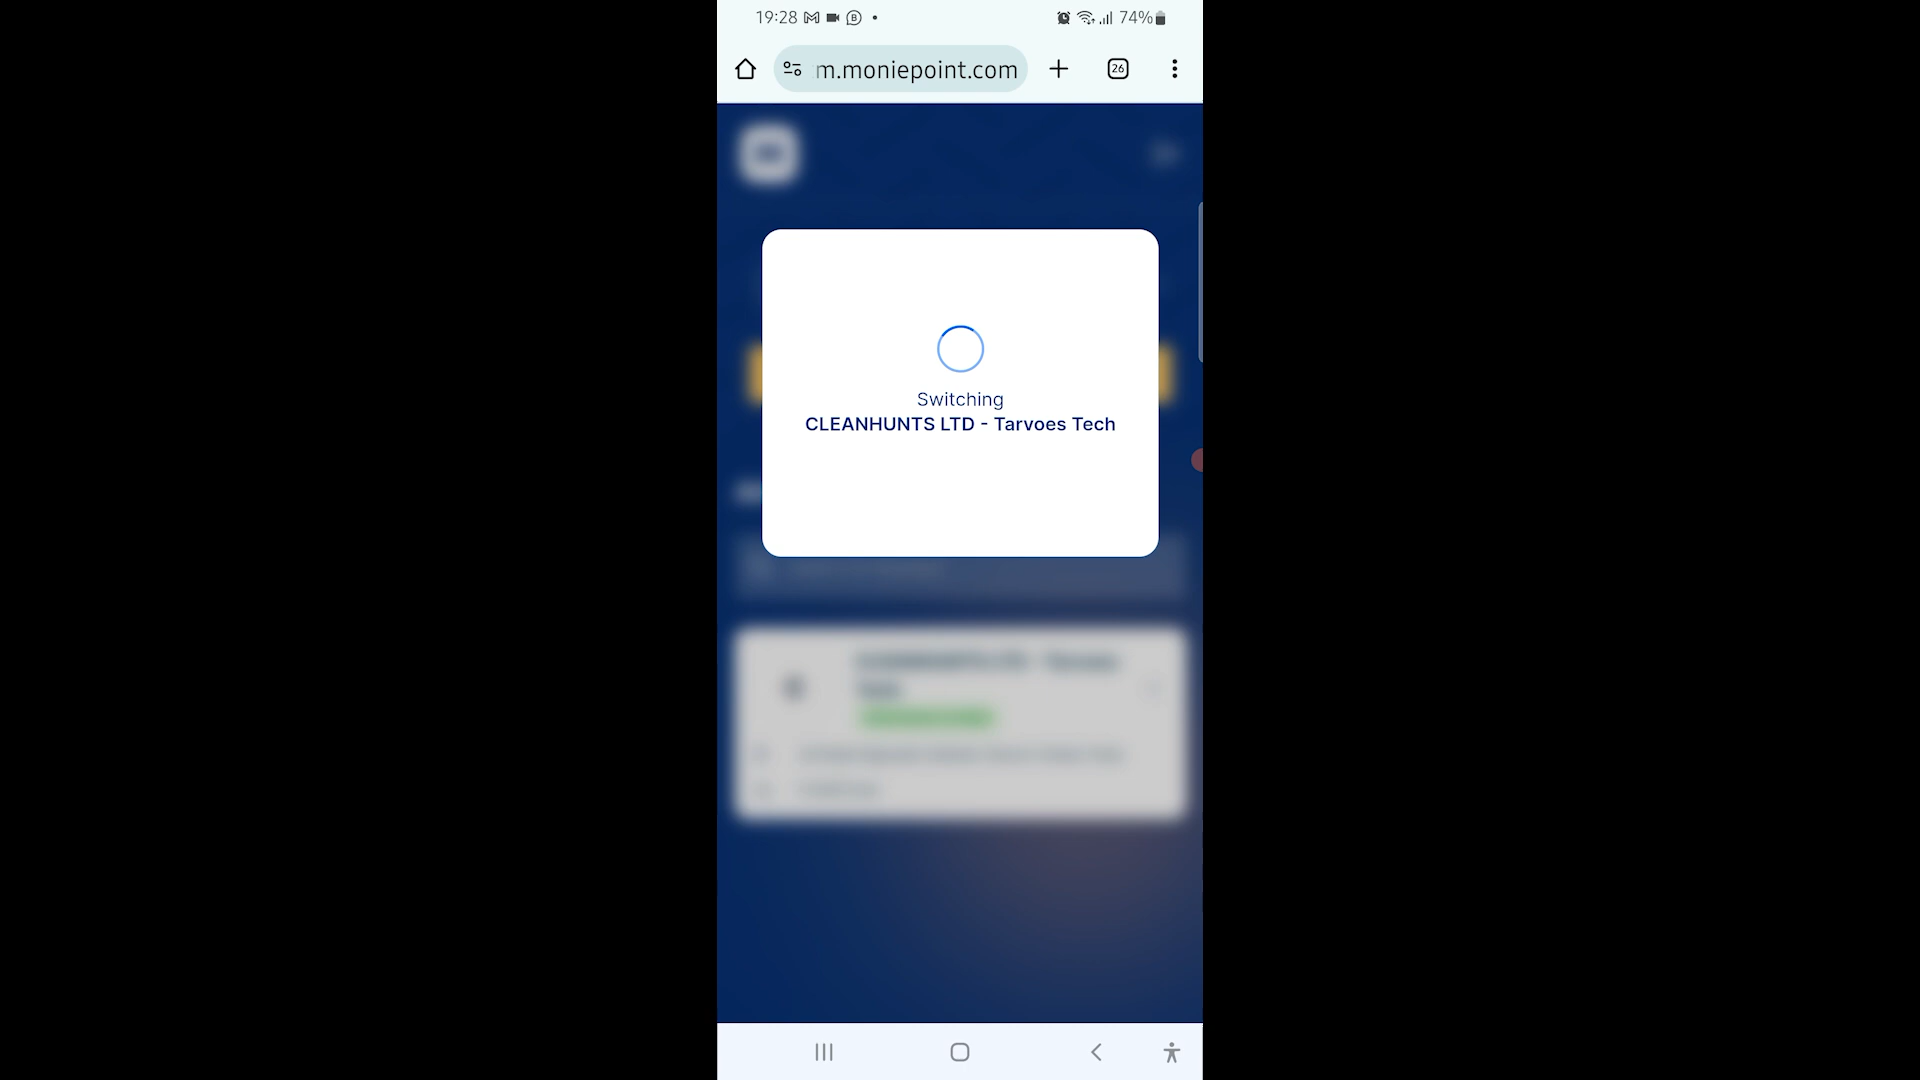 19:28
74%
m.moniepoint.com
26
Switching
CLEANHUNTS LTD - Tarvoes Tech